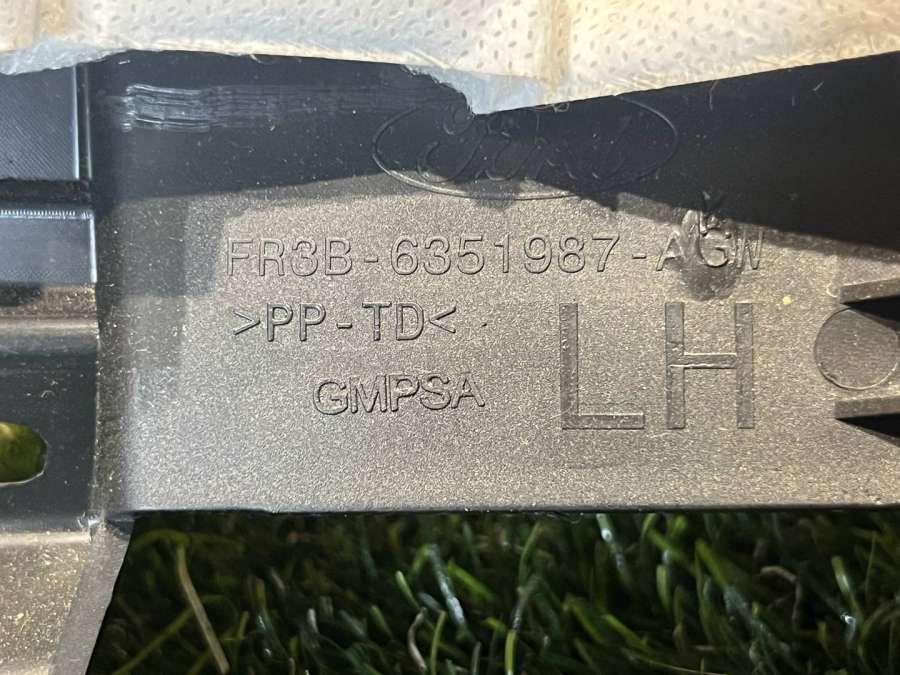 Ford
FR3B-6351987-AGW
>PP-TD<
LH
GMPSA